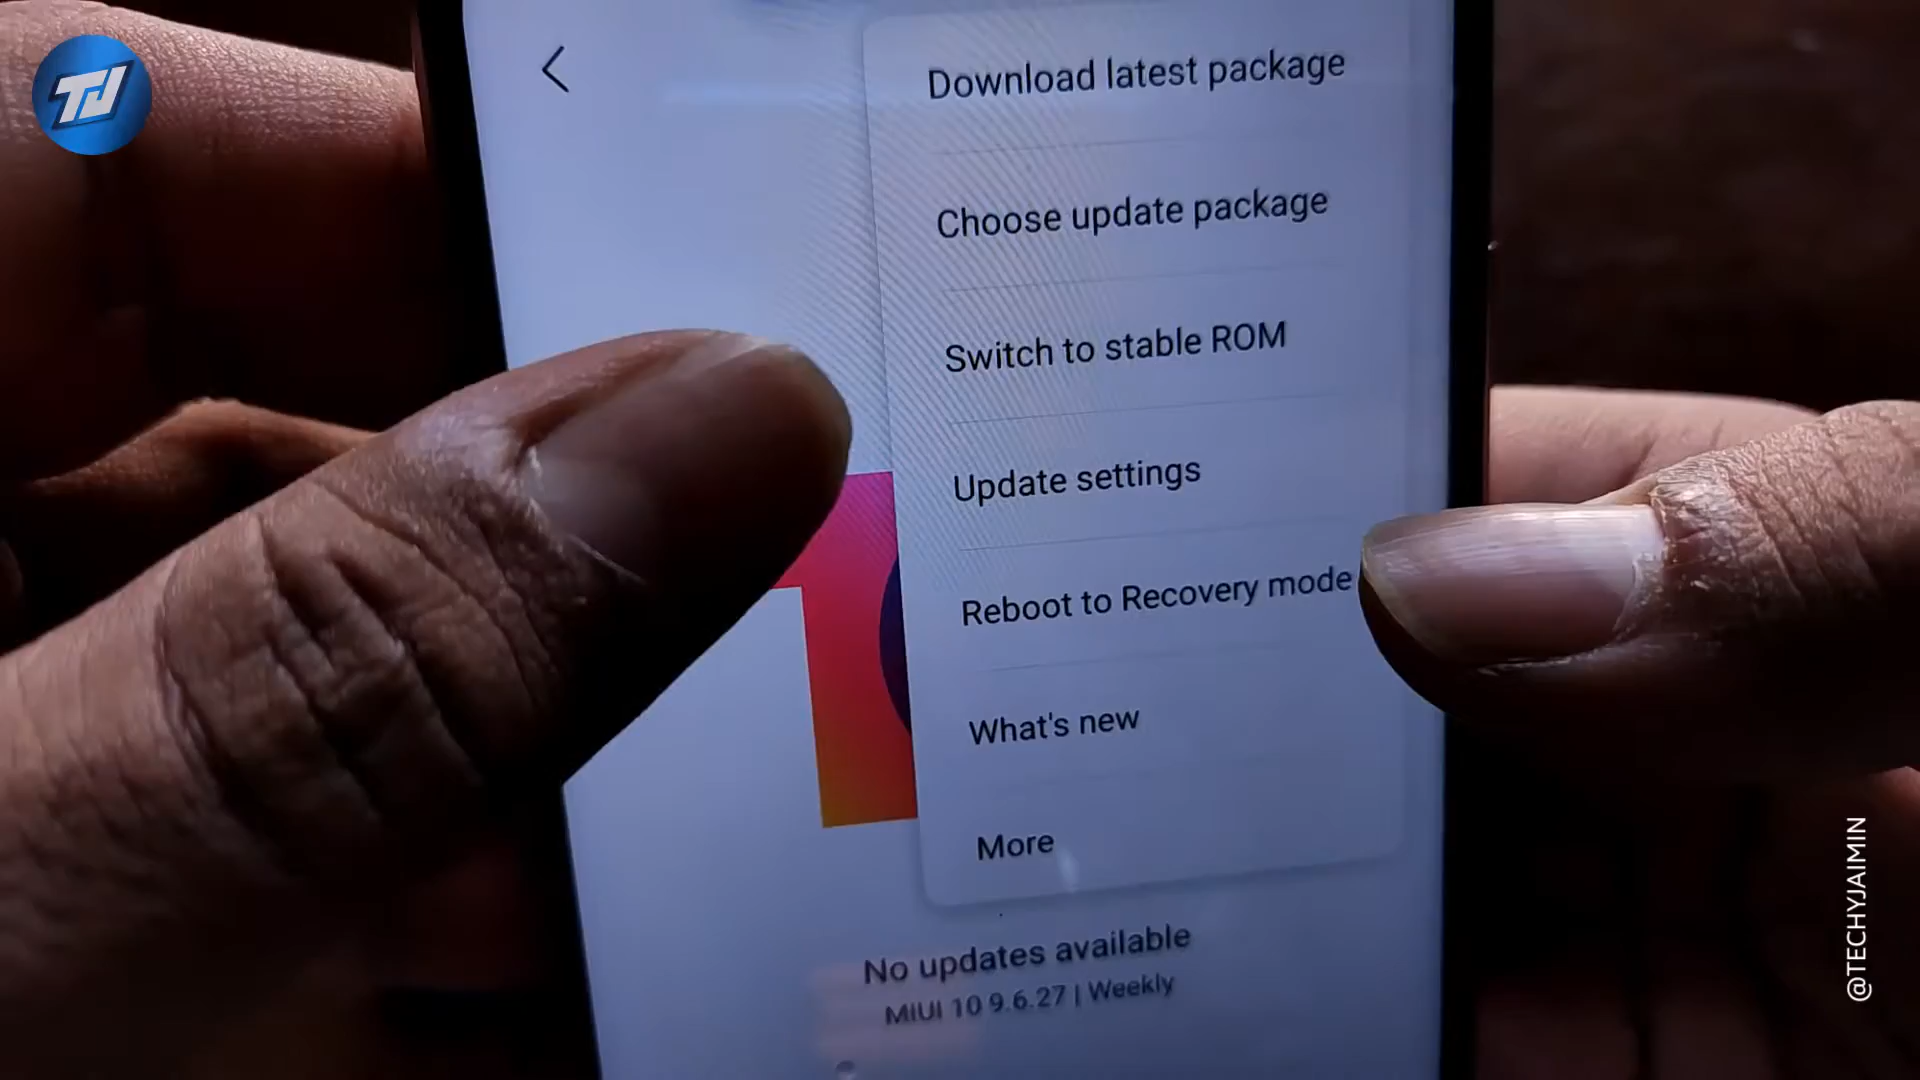 TJ
Download latest package
Choose update package
Switch to stable ROM
Update settings
Reboot to Recovery mode
What's new
More
No updates available
MIUI 10 9.6.27 | Weekly
@TECHYJAIMIN